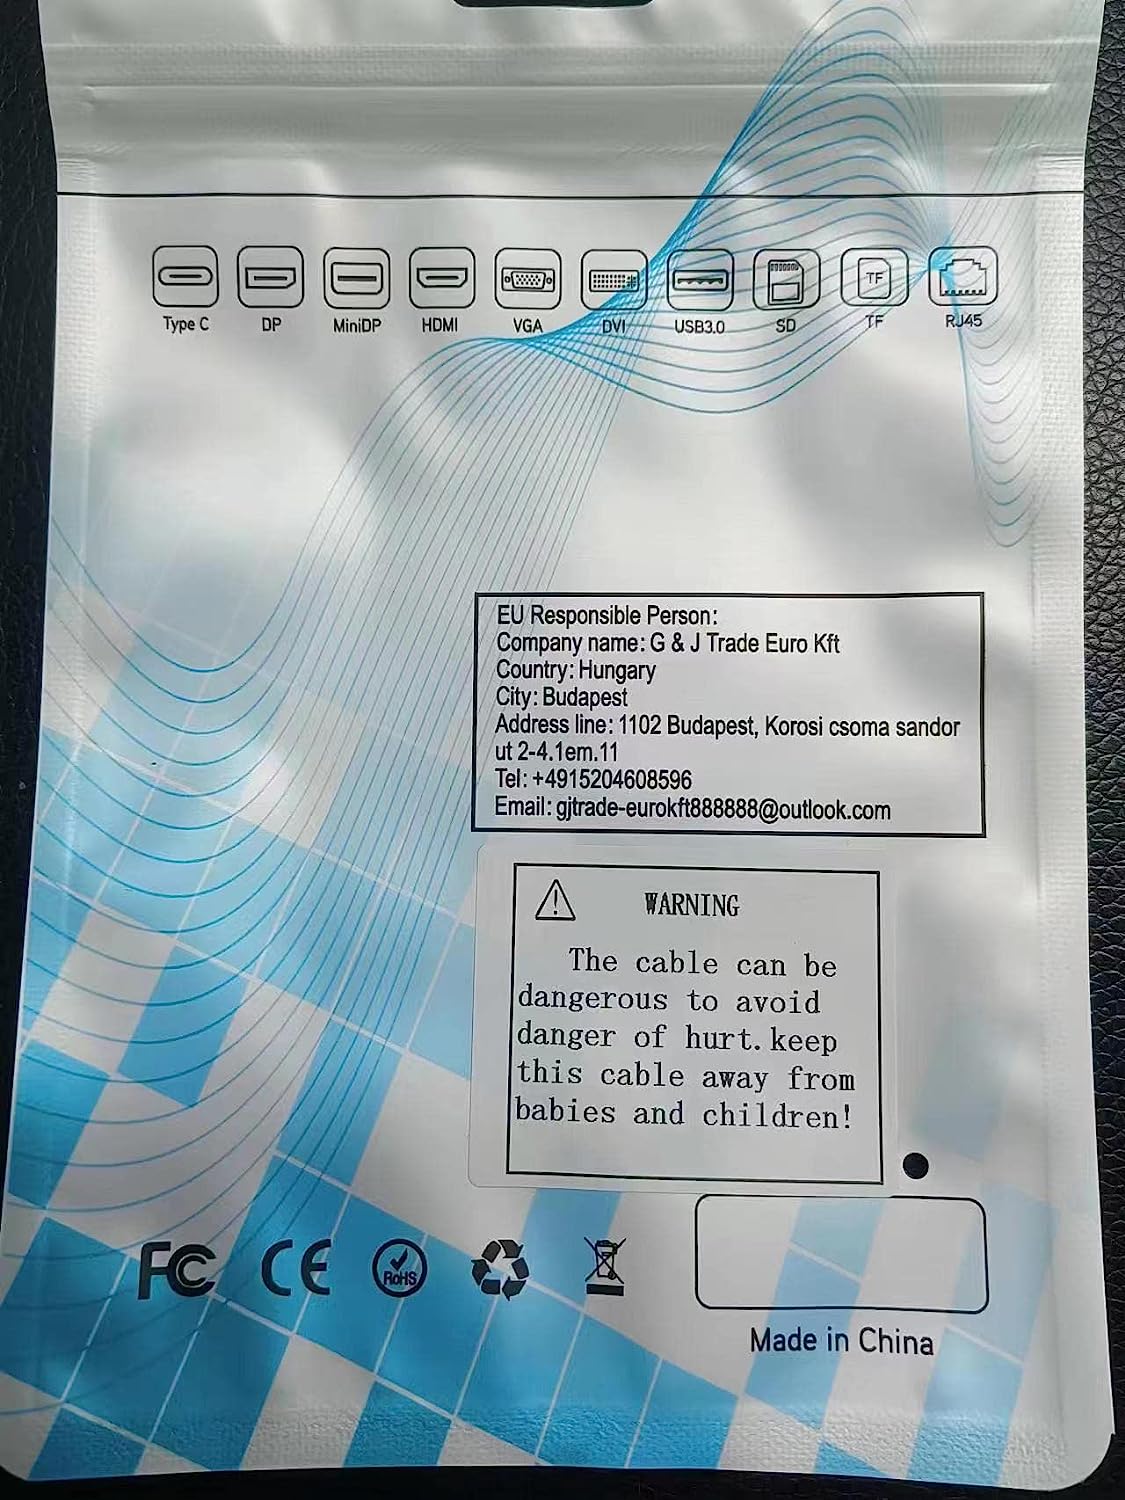 Type C DP MiniDP HDMI VGA DVI USB3.0 SD TF RJ45
TF
EU Responsible Person:
Company name: G & J Trade Euro Kft
Country: Hungary
City: Budapest
Address line: 1102 Budapest, Korosi csoma sandor
ut 2-4.1em.11
Tel: +4915204608596
Email: gjtrade-eurokft888888@outlook.com
WARNING
The cable can be
dangerous to avoid
danger of hurt.keep
this cable away from
babies and children!
FC CE RoHS
Made in China